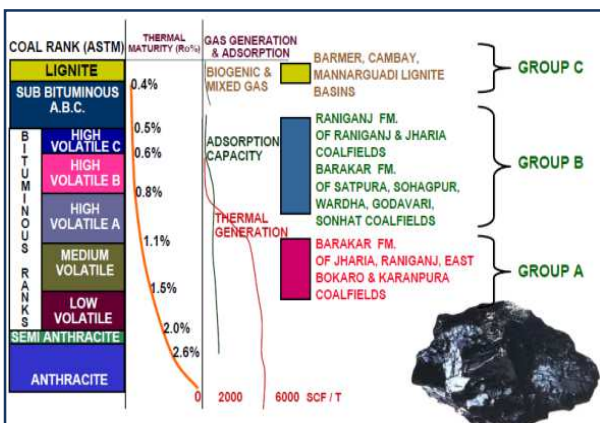 COAL RANK (ASTM)
THERMAL
MATURITY (Ro%)
GAS GENERATION
& ADSORPTION
LIGNITE
SUB BITUMINOUS
A.B.C.
BITUMINOUS RANKS
HIGH
VOLATILE C
HIGH
VOLATILE B
HIGH
VOLATILE A
MEDIUM
VOLATILE
LOW
VOLATILE
SEMI ANTHRACITE
ANTHRACITE
0.4%
0.5%
0.6%
0.8%
1.1%
1.5%
2.0%
2.6%
BIOGENIC &
MIXED GAS
ADSORPTION
CAPACITY
THERMAL
GENERATION
0 2000 6000 SCF / T
BARMER, CAMBAY,
MANNARGUADI LIGNITE
BASINS
GROUP C
RANIGANJ FM.
OF RANIGANJ & JHARIA
COALFIELDS
BARAKAR FM.
OF SATPURA, SOHAGPUR,
WARDHA, GODAVARI,
SONHAT COALFIELDS
GROUP B
BARAKAR FM.
OF JHARIA, RANIGANJ, EAST
BOKARO & KARANPURA
COALFIELDS
GROUP A